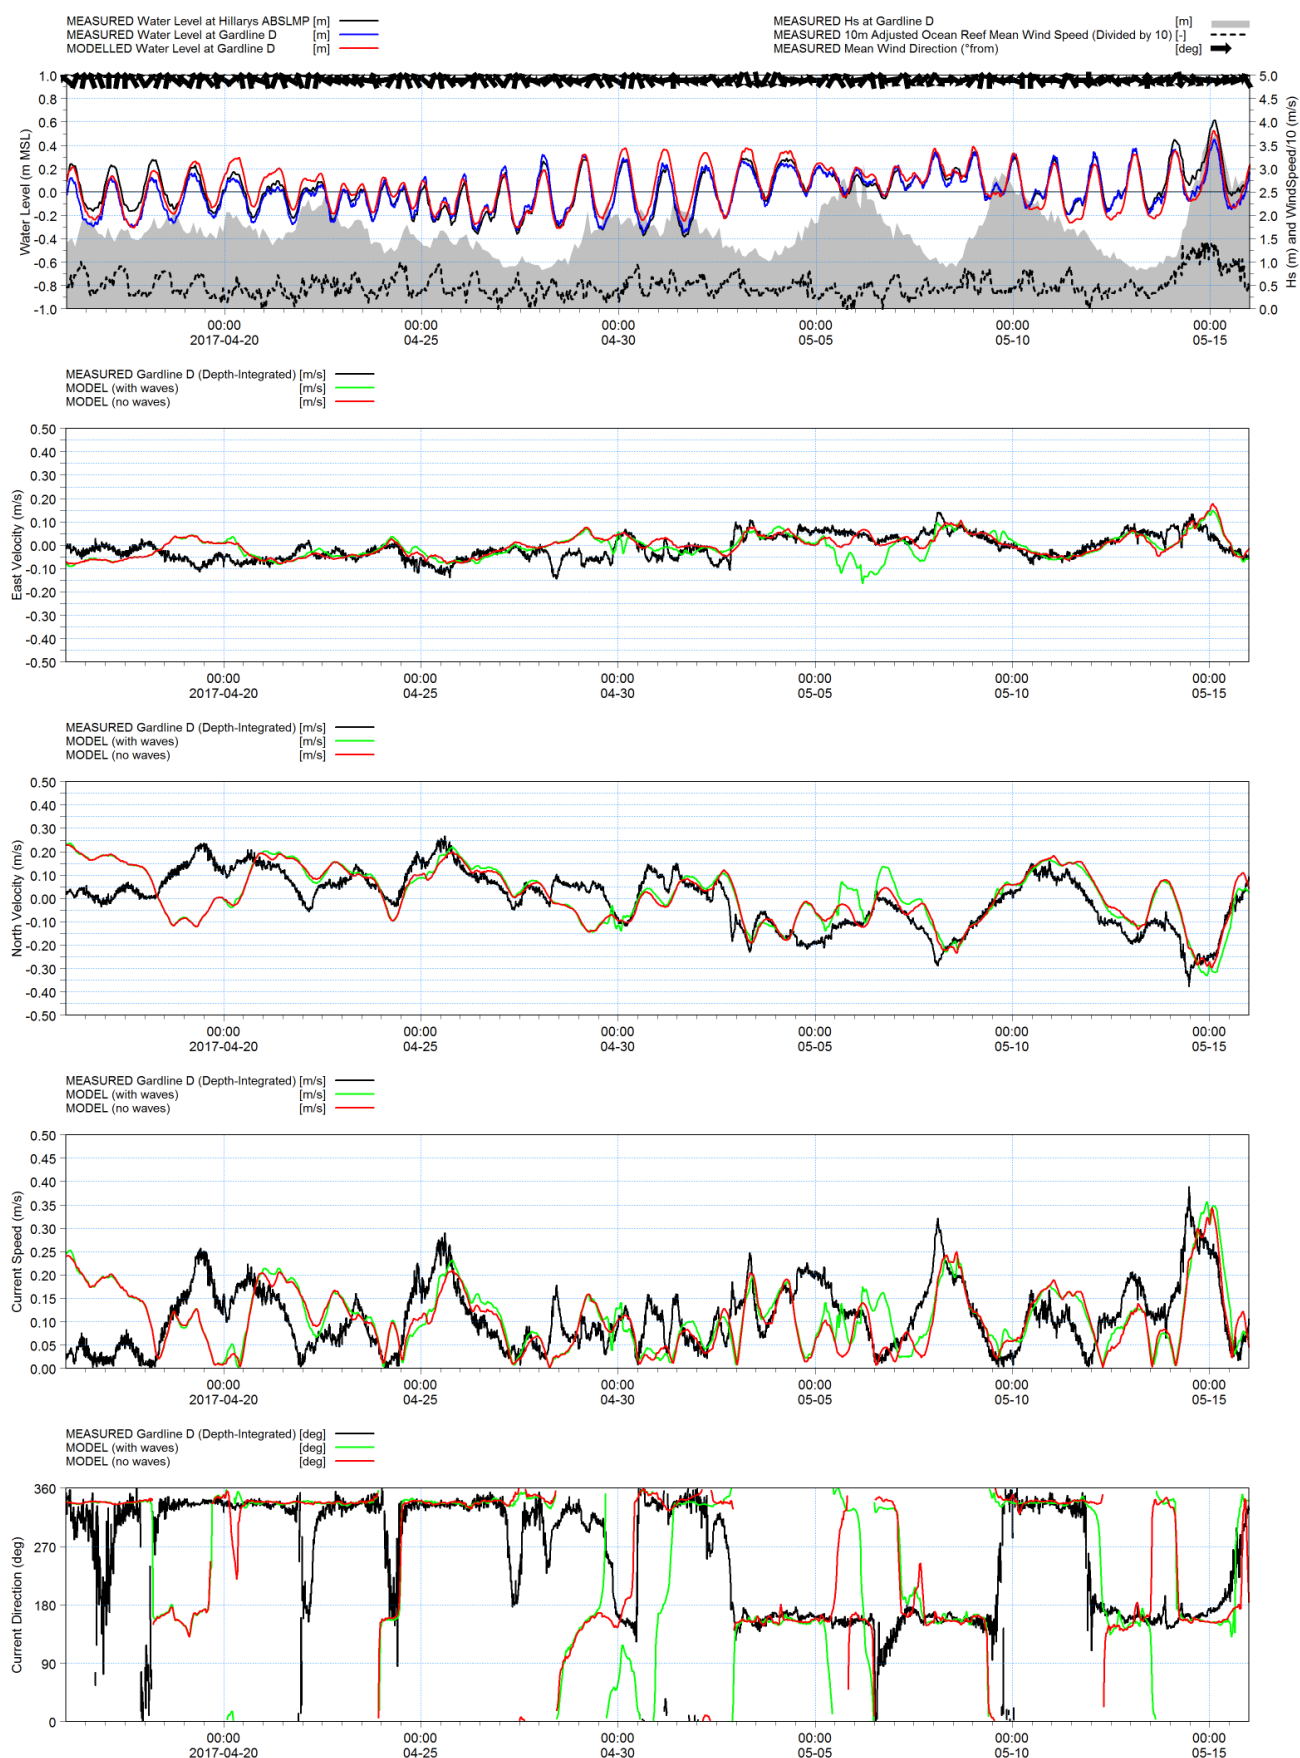 MEASURED Water Level at Hillarys ABSLMP [m]
MEASURED Water Level at Gardline D [m]
MODELLED Water Level at Gardline D [m]
MEASURED Hs at Gardline D [m]
MEASURED 10m Adjusted Ocean Reef Mean Wind Speed (Divided by 10) [-]
MEASURED Mean Wind Direction (°from) [deg]
Water Level (m MSL)
1.0
0.8
0.6
0.4
0.2
0.0
-0.2
-0.4
-0.6
-0.8
-1.0
5.0
4.5
4.0
3.5
3.0
2.5
2.0
1.5
1.0
0.5
0.0
Hs (m) and WindSpeed/10 (m/s)
00:00 00:00 00:00 00:00 00:00 00:00
2017-04-20 04-25 04-30 05-05 05-10 05-15
MEASURED Gardline D (Depth-Integrated) [m/s]
MODEL (with waves) [m/s]
MODEL (no waves) [m/s]
East Velocity (m/s)
0.50
0.40
0.30
0.20
0.10
0.00
-0.10
-0.20
-0.30
-0.40
-0.50
00:00 00:00 00:00 00:00 00:00 00:00
2017-04-20 04-25 04-30 05-05 05-10 05-15
MEASURED Gardline D (Depth-Integrated) [m/s]
MODEL (with waves) [m/s]
MODEL (no waves) [m/s]
North Velocity (m/s)
0.50
0.40
0.30
0.20
0.10
0.00
-0.10
-0.20
-0.30
-0.40
-0.50
00:00 00:00 00:00 00:00 00:00 00:00
2017-04-20 04-25 04-30 05-05 05-10 05-15
MEASURED Gardline D (Depth-Integrated) [m/s]
MODEL (with waves) [m/s]
MODEL (no waves) [m/s]
Current Speed (m/s)
0.50
0.45
0.40
0.35
0.30
0.25
0.20
0.15
0.10
0.05
0.00
00:00 00:00 00:00 00:00 00:00 00:00
2017-04-20 04-25 04-30 05-05 05-10 05-15
MEASURED Gardline D (Depth-Integrated) [deg]
MODEL (with waves) [deg]
MODEL (no waves) [deg]
Current Direction (deg)
360
270
180
90
0
00:00 00:00 00:00 00:00 00:00 00:00
2017-04-20 04-25 04-30 05-05 05-10 05-15